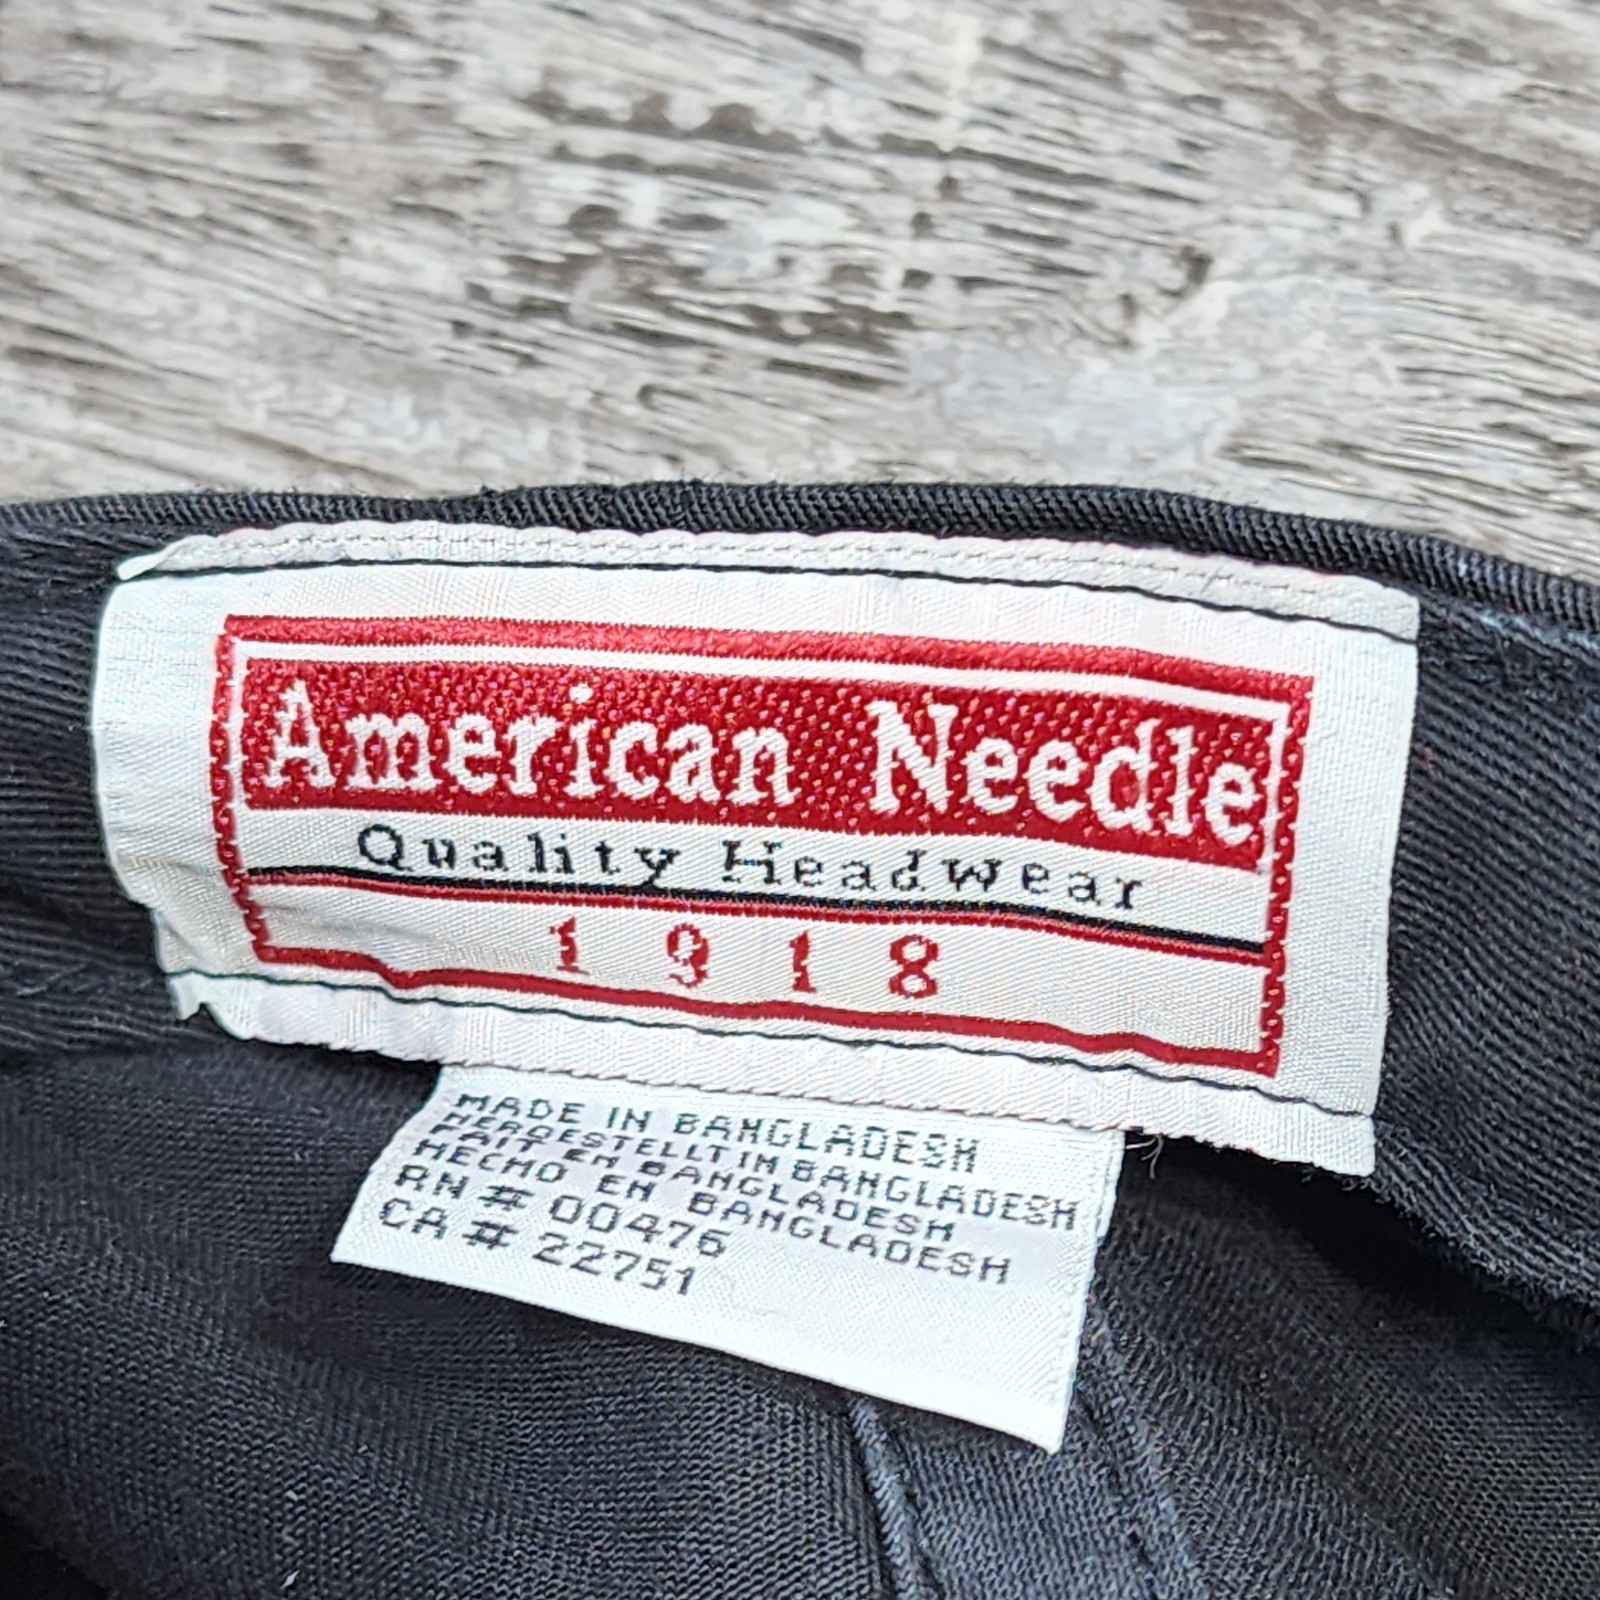 American Needle
Quality Headwear
1918
MADE IN BANGLADESH
HERGESTELLT IN BANGLADESH
FAIT EN BANGLADESH
HECHO EN BANGLADESH
RN # 00476
CA # 22751